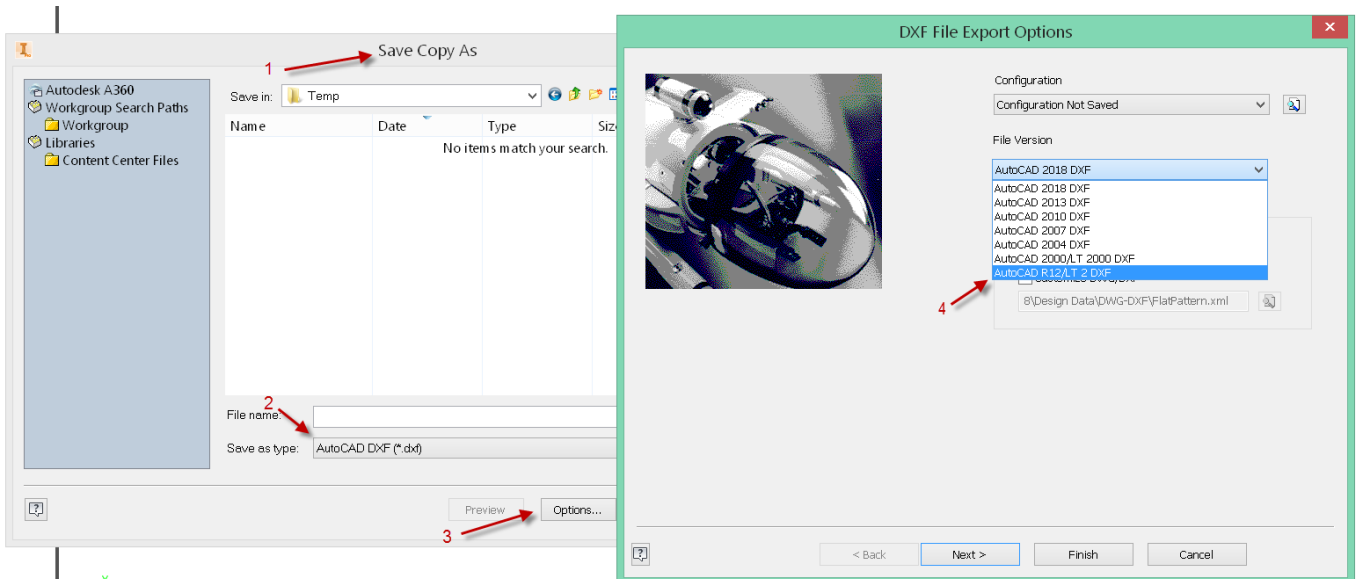 Save Copy As
1
Autodesk A360
Workgroup Search Paths
Workgroup
Libraries
Content Center Files
Save in:
Temp
Name Date Type Siz
No items match your search.
2
File name:
Save as type:
AutoCAD DXF (*.dxf)
Preview
Options...
3
DXF File Export Options
Configuration
Configuration Not Saved
File Version
AutoCAD 2018 DXF
AutoCAD 2018 DXF
AutoCAD 2013 DXF
AutoCAD 2010 DXF
AutoCAD 2007 DXF
AutoCAD 2004 DXF
AutoCAD 2000/LT 2000 DXF
AutoCAD R12/LT 2 DXF
4
8\Design Data\DWG-DXF\FlatPattern.xml
< Back
Next >
Finish
Cancel